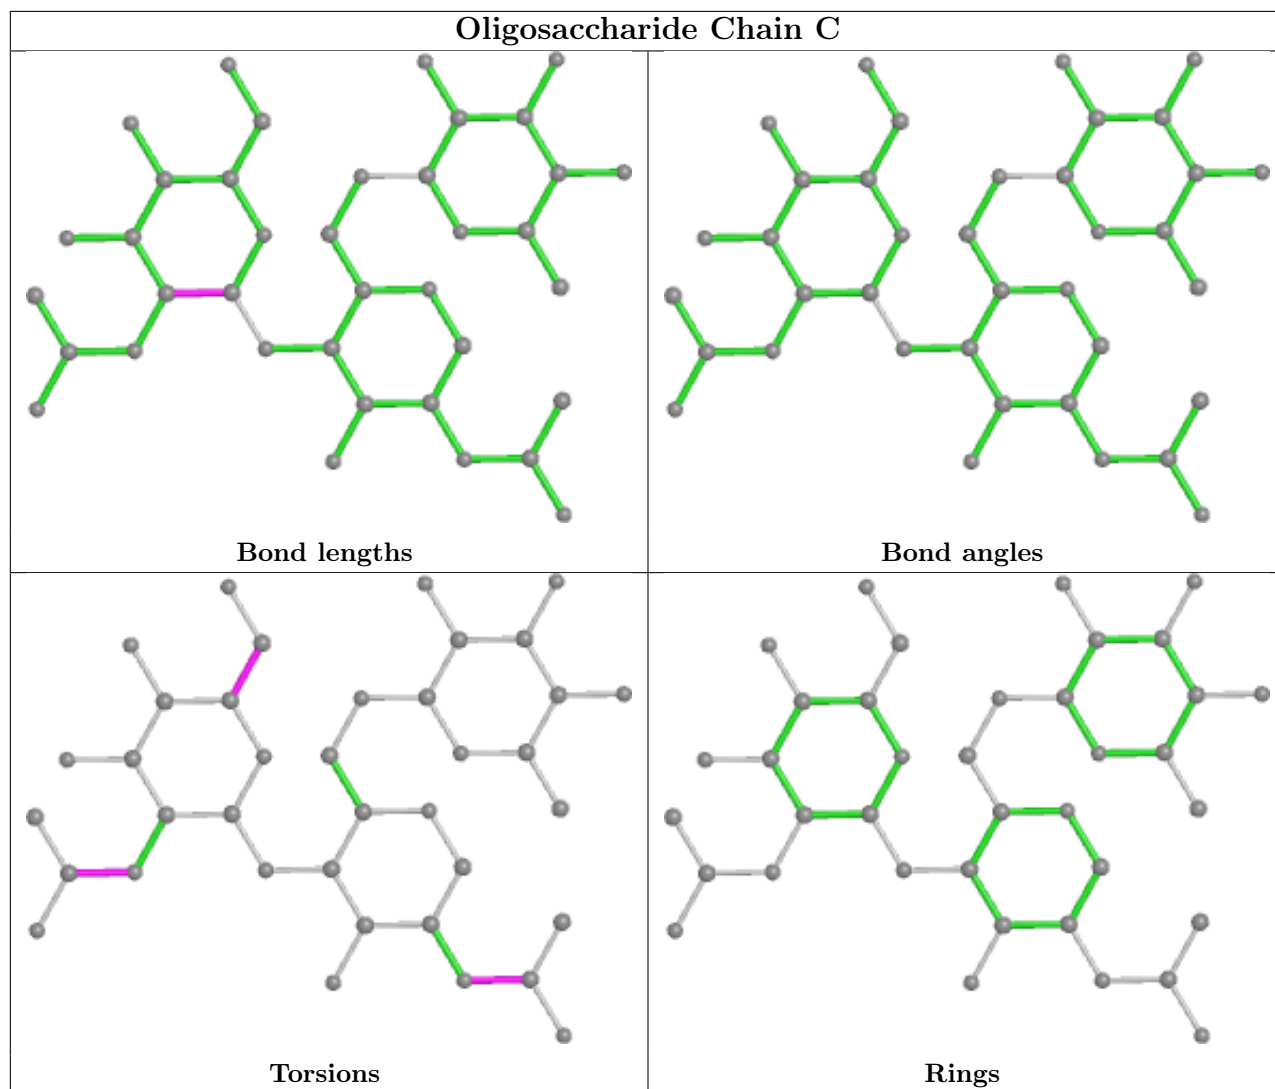 Oligosaccharide Chain C
Bond lengths
Bond angles
Torsions
Rings